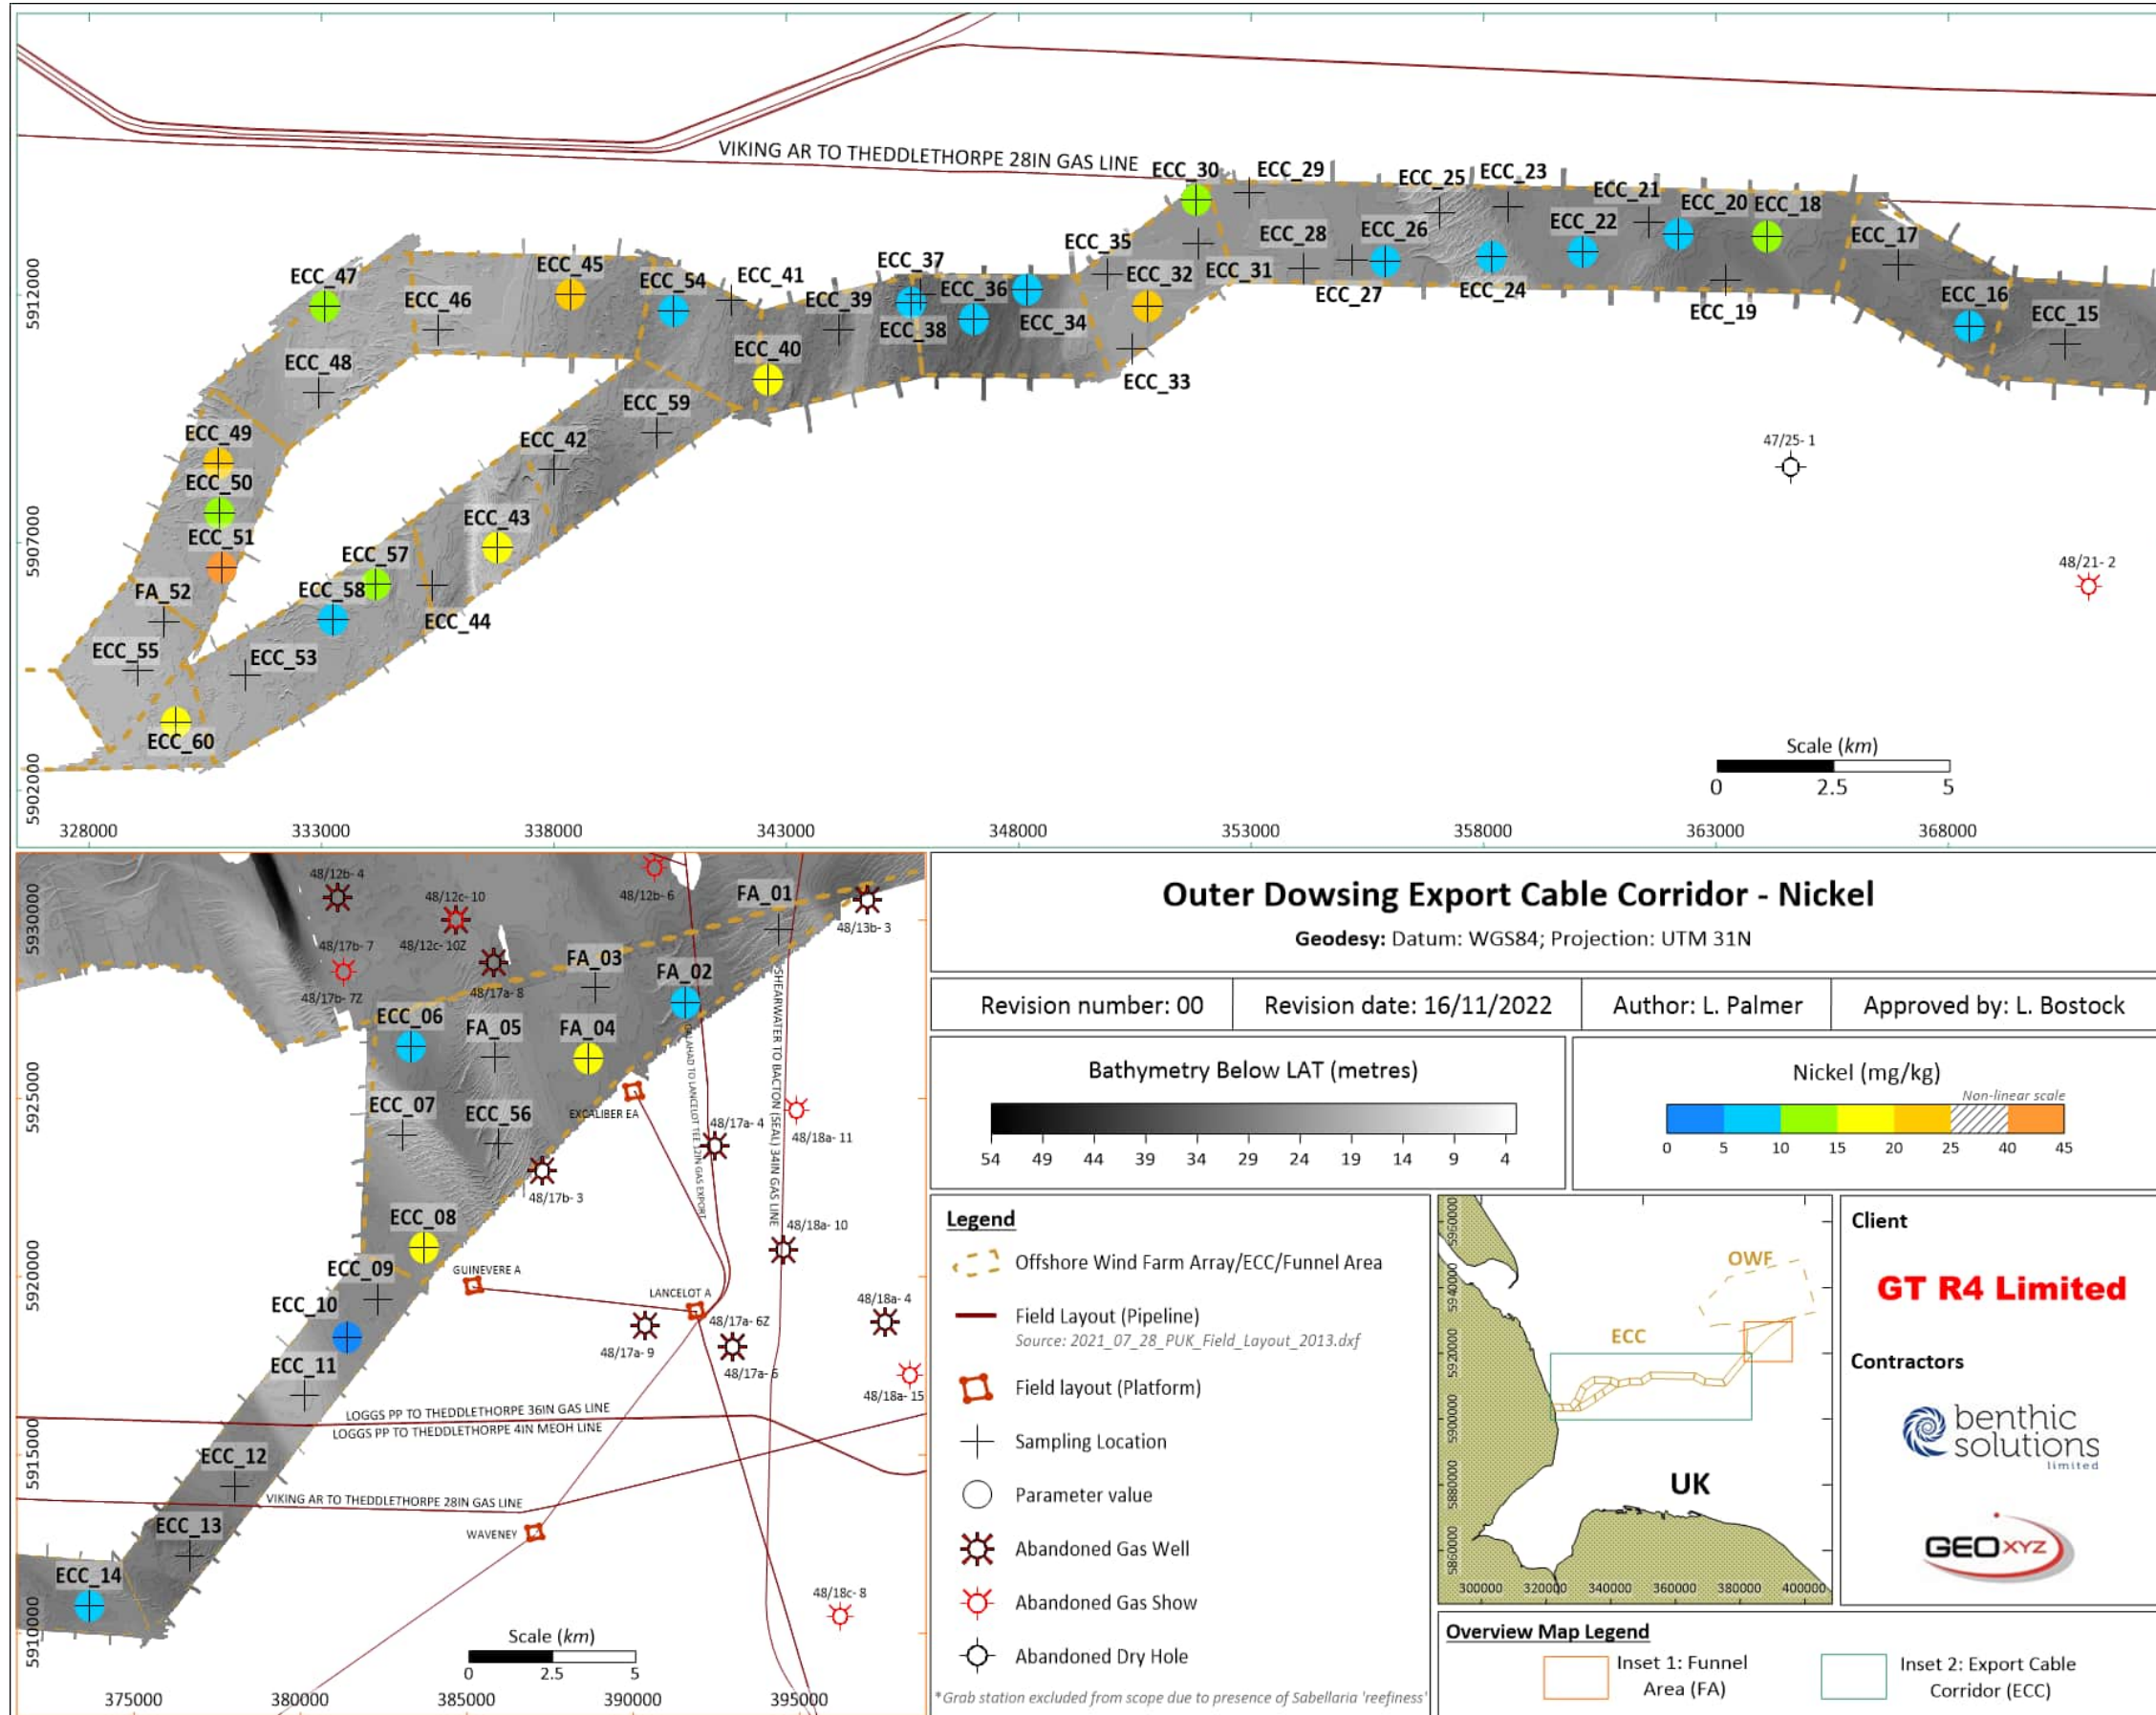 VIKING AR TO THEDDLETHORPE 28IN GAS LINE
ECC_30
ECC_29
ECC_25
ECC_23
ECC_21
ECC_20
ECC_18
ECC_22
ECC_17
ECC_26
ECC_28
ECC_35
ECC_37
ECC_47
ECC_45
ECC_54
ECC_41
ECC_46
ECC_39
ECC_36
ECC_32
ECC_31
ECC_27
ECC_24
ECC_19
ECC_16
ECC_15
ECC_38
ECC_34
ECC_40
ECC_48
ECC_33
ECC_59
ECC_49
ECC_42
47/25- 1
ECC_50
ECC_43
ECC_51
ECC_57
48/21- 2
FA_52
ECC_58
ECC_44
ECC_55
ECC_53
ECC_60
5912000
5907000
5902000
Scale (km)
0 2.5 5
328000 333000 338000 343000 348000 353000 358000 363000 368000
48/12b- 4
48/12c- 10
48/12b- 6
FA_01
48/13b- 3
48/17b- 7
48/12c- 10Z
FA_03
FA_02
48/17b- 7Z
48/17a- 8
ECC_06
FA_05
FA_04
ECC_07
ECC_56
EXCALIBER EA
48/17a- 4
48/18a- 11
SHEARWATER TO BACTON (SEAL) 34IN GAS LINE
TO LANCELOT TEE 12IN GAS EXPORT
48/17b- 3
ECC_08
48/18a- 10
ECC_09
GUINEVERE A
LANCELOT A
ECC_10
48/18a- 4
48/17a- 6Z
48/17a- 9
48/17a- 6
ECC_11
48/18a- 15
LOGGS PP TO THEDDLETHORPE 36IN GAS LINE
LOGGS PP TO THEDDLETHORPE 4IN MEOH LINE
ECC_12
VIKING AR TO THEDDLETHORPE 28IN GAS LINE
ECC_13
WAVENEY
ECC_14
48/18c- 8
5930000
5925000
5920000
5915000
5910000
Scale (km)
0 2.5 5
375000 380000 385000 390000 395000
Outer Dowsing Export Cable Corridor - Nickel
Geodesy: Datum: WGS84; Projection: UTM 31N
Revision number: 00 Revision date: 16/11/2022 Author: L. Palmer Approved by: L. Bostock
Bathymetry Below LAT (metres)
54 49 44 39 34 29 24 19 14 9 4
Nickel (mg/kg)
Non-linear scale
0 5 10 15 20 25 40 45
Legend
Offshore Wind Farm Array/ECC/Funnel Area
Field Layout (Pipeline)
Source: 2021_07_28_PUK_Field_Layout_2013.dxf
Field layout (Platform)
Sampling Location
Parameter value
Abandoned Gas Well
Abandoned Gas Show
Abandoned Dry Hole
*Grab station excluded from scope due to presence of Sabellaria 'reefiness'
OWF
ECC
UK
5960000
5940000
5920000
5900000
5880000
5860000
300000 320000 340000 360000 380000 400000
Client
GT R4 Limited
Contractors
benthic
solutions
limited
GEO XYZ
Overview Map Legend
Inset 1: Funnel
Area (FA)
Inset 2: Export Cable
Corridor (ECC)